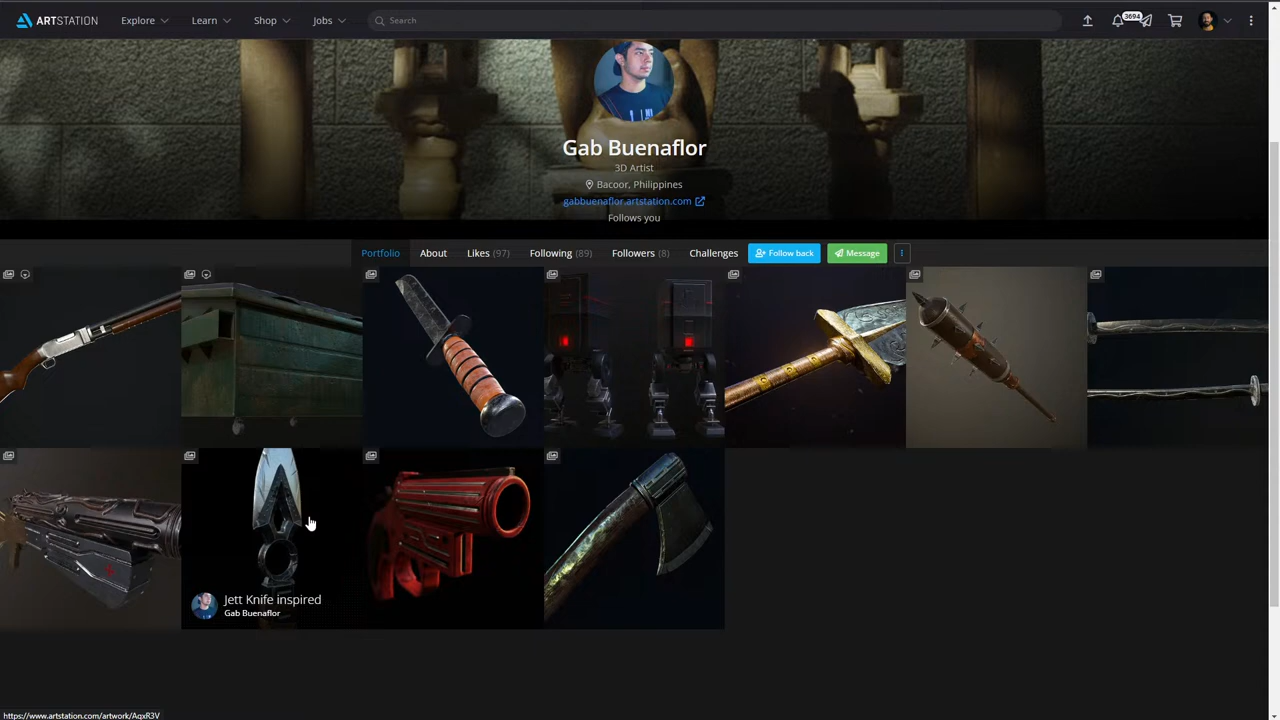 ARTSTATION Explore Learn Shop Jobs Search 3694
Gab Buenaflor
3D Artist
Bacoor, Philippines
gabbuenaflor.artstation.com
Follows you
Portfolio About Likes (97) Following (89) Followers (8) Challenges Follow back Message
Jett Knife inspired
Gab Buenaflor
https://www.artstation.com/artwork/AqxR3V